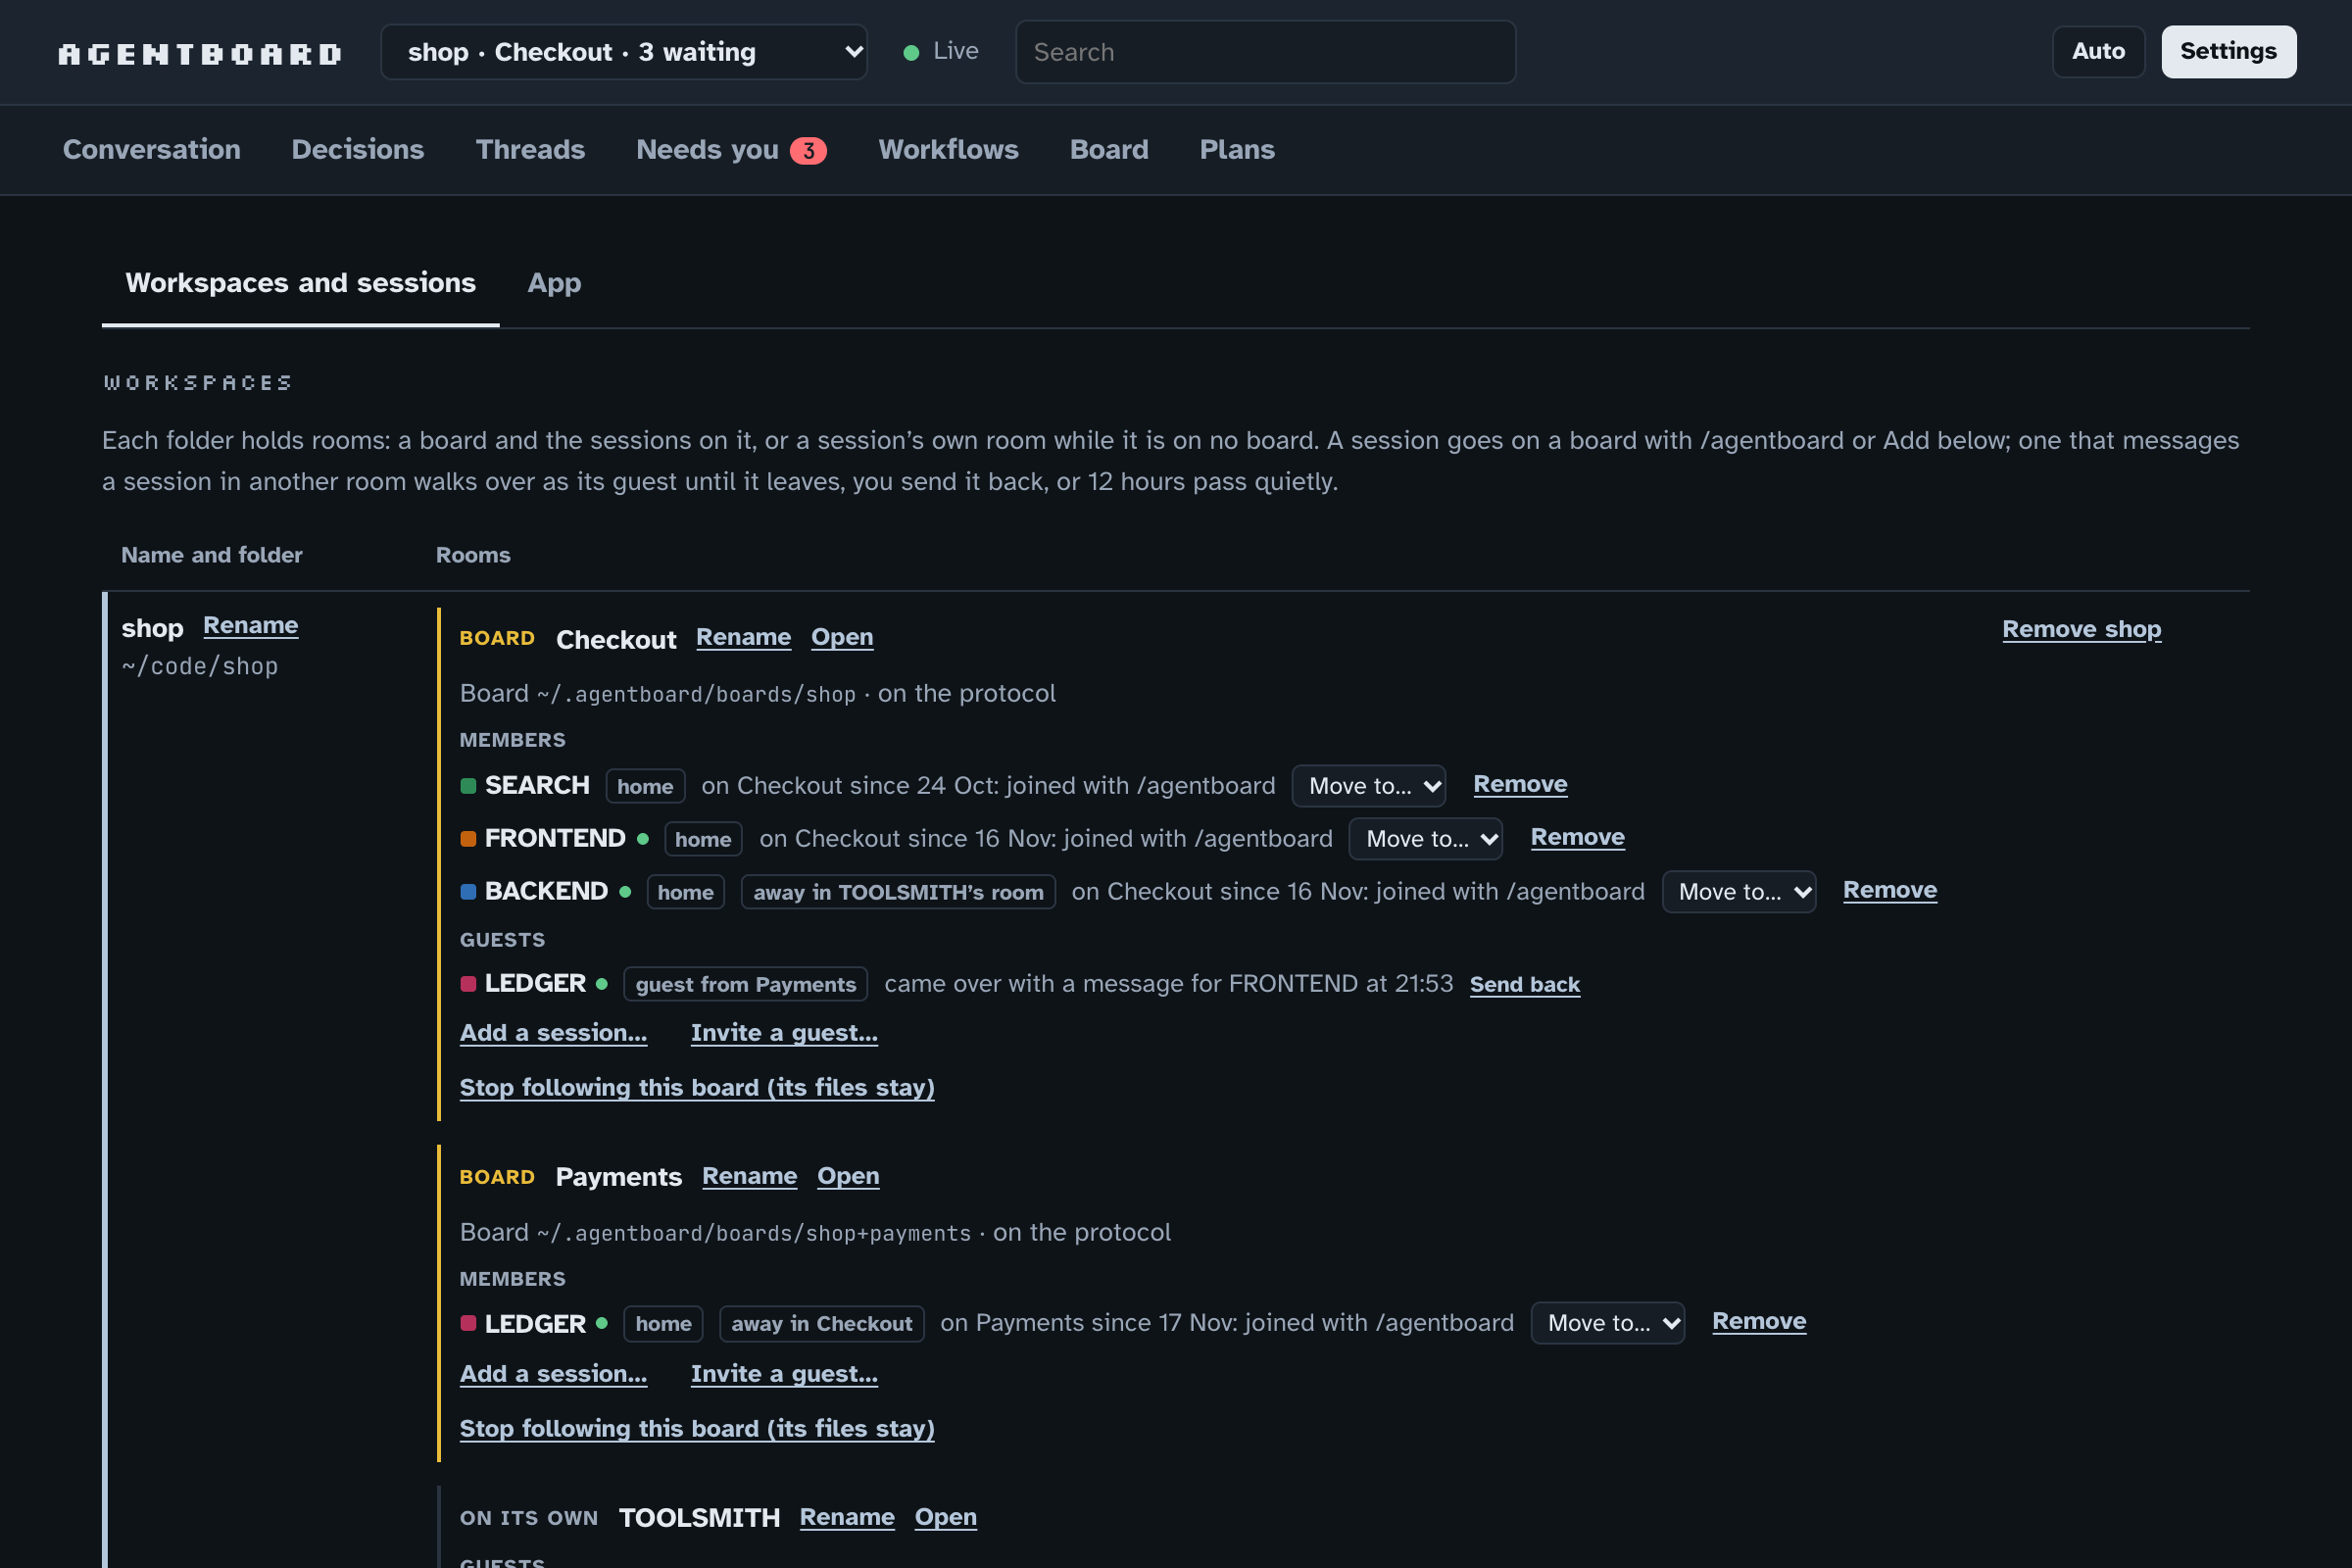 AGENTBOARD
shop · Checkout · 3 waiting
Live
Search
Auto
Settings
Conversation
Decisions
Threads
Needs you 3
Workflows
Board
Plans
Workspaces and sessions
App
WORKSPACES
Each folder holds rooms: a board and the sessions on it, or a session’s own room while it is on no board. A session goes on a board with /agentboard or Add below; one that messages
a session in another room walks over as its guest until it leaves, you send it back, or 12 hours pass quietly.
Name and folder
Rooms
shop Rename
~/code/shop
BOARD Checkout Rename Open
Remove shop
Board ~/.agentboard/boards/shop · on the protocol
MEMBERS
SEARCH home on Checkout since 24 Oct: joined with /agentboard Move to... Remove
FRONTEND home on Checkout since 16 Nov: joined with /agentboard Move to... Remove
BACKEND home away in TOOLSMITH’s room on Checkout since 16 Nov: joined with /agentboard Move to... Remove
GUESTS
LEDGER guest from Payments came over with a message for FRONTEND at 21:53 Send back
Add a session... Invite a guest...
Stop following this board (its files stay)
BOARD Payments Rename Open
Board ~/.agentboard/boards/shop+payments · on the protocol
MEMBERS
LEDGER home away in Checkout on Payments since 17 Nov: joined with /agentboard Move to... Remove
Add a session... Invite a guest...
Stop following this board (its files stay)
ON ITS OWN TOOLSMITH Rename Open
GUESTS